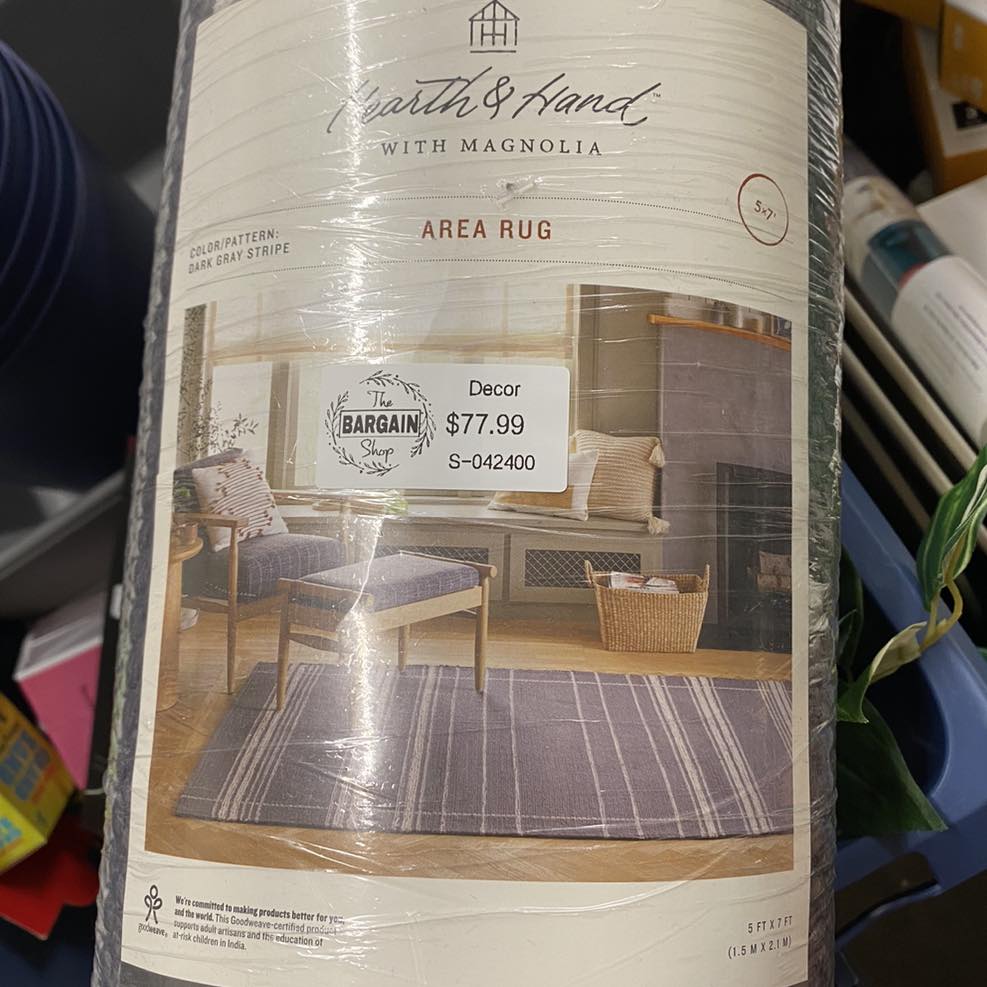 Hearth & Hand™
WITH MAGNOLIA
AREA RUG
5x7'
COLOR/PATTERN:
DARK GRAY STRIPE
The
BARGAIN
Shop
Decor
$77.99
S-042400
goodweave®
We're committed to making products better for you
and the world. This Goodweave-certified product
supports adult artisans and the education of
at-risk children in India.
5 FT X 7 FT
(1.5 M X 2.1 M)